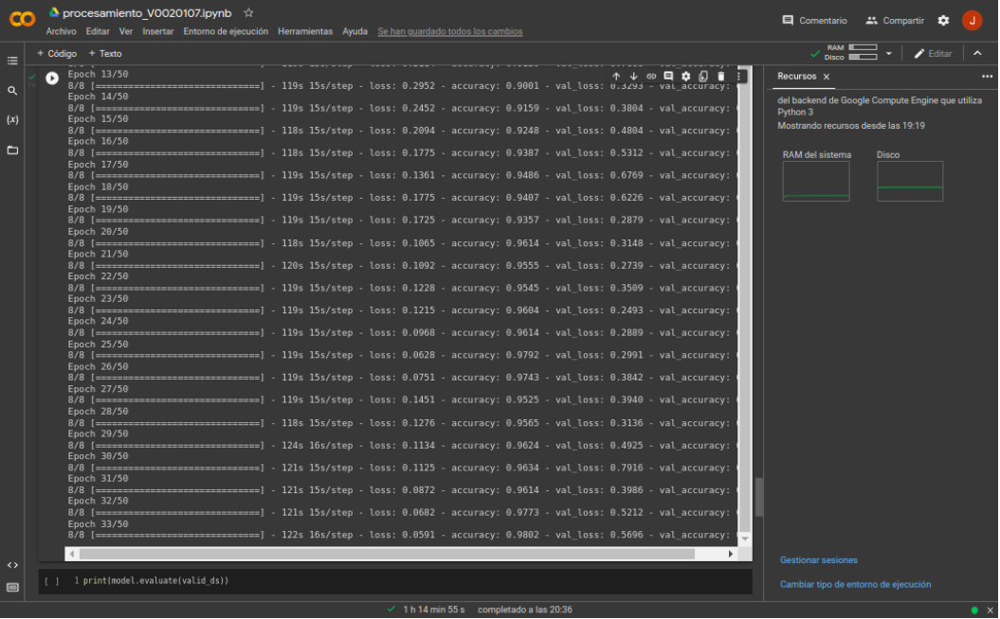 procesamiento_V0020107.ipynb
Comentario
Compartir
J
Archivo Editar Ver Insertar Entorno de ejecución Herramientas Ayuda Se han guardado todos los cambios
+ Código + Texto
RAM
Disco
Editar
Epoch 13/50
8/8 [==============================] - 119s 15s/step - loss: 0.2952 - accuracy: 0.9001 - val_loss: 0.3293 - val_accuracy:
Epoch 14/50
8/8 [==============================] - 119s 15s/step - loss: 0.2452 - accuracy: 0.9159 - val_loss: 0.3804 - val_accuracy:
Epoch 15/50
8/8 [==============================] - 118s 15s/step - loss: 0.2094 - accuracy: 0.9248 - val_loss: 0.4804 - val_accuracy:
Epoch 16/50
8/8 [==============================] - 118s 15s/step - loss: 0.1775 - accuracy: 0.9387 - val_loss: 0.5312 - val_accuracy:
Epoch 17/50
8/8 [==============================] - 119s 15s/step - loss: 0.1361 - accuracy: 0.9486 - val_loss: 0.6769 - val_accuracy:
Epoch 18/50
8/8 [==============================] - 119s 15s/step - loss: 0.1775 - accuracy: 0.9407 - val_loss: 0.6226 - val_accuracy:
Epoch 19/50
8/8 [==============================] - 119s 15s/step - loss: 0.1725 - accuracy: 0.9357 - val_loss: 0.2879 - val_accuracy:
Epoch 20/50
8/8 [==============================] - 118s 15s/step - loss: 0.1065 - accuracy: 0.9614 - val_loss: 0.3148 - val_accuracy:
Epoch 21/50
8/8 [==============================] - 120s 15s/step - loss: 0.1092 - accuracy: 0.9555 - val_loss: 0.2739 - val_accuracy:
Epoch 22/50
8/8 [==============================] - 119s 15s/step - loss: 0.1228 - accuracy: 0.9545 - val_loss: 0.3509 - val_accuracy:
Epoch 23/50
8/8 [==============================] - 119s 15s/step - loss: 0.1215 - accuracy: 0.9604 - val_loss: 0.2493 - val_accuracy:
Epoch 24/50
8/8 [==============================] - 119s 15s/step - loss: 0.0968 - accuracy: 0.9614 - val_loss: 0.2889 - val_accuracy:
Epoch 25/50
8/8 [==============================] - 119s 15s/step - loss: 0.0628 - accuracy: 0.9792 - val_loss: 0.2991 - val_accuracy:
Epoch 26/50
8/8 [==============================] - 119s 15s/step - loss: 0.0751 - accuracy: 0.9743 - val_loss: 0.3842 - val_accuracy:
Epoch 27/50
8/8 [==============================] - 119s 15s/step - loss: 0.1451 - accuracy: 0.9525 - val_loss: 0.3940 - val_accuracy:
Epoch 28/50
8/8 [==============================] - 118s 15s/step - loss: 0.1276 - accuracy: 0.9565 - val_loss: 0.3136 - val_accuracy:
Epoch 29/50
8/8 [==============================] - 124s 16s/step - loss: 0.1134 - accuracy: 0.9624 - val_loss: 0.4925 - val_accuracy:
Epoch 30/50
8/8 [==============================] - 121s 15s/step - loss: 0.1125 - accuracy: 0.9634 - val_loss: 0.7916 - val_accuracy:
Epoch 31/50
8/8 [==============================] - 121s 15s/step - loss: 0.0872 - accuracy: 0.9614 - val_loss: 0.3986 - val_accuracy:
Epoch 32/50
8/8 [==============================] - 121s 15s/step - loss: 0.0682 - accuracy: 0.9773 - val_loss: 0.5212 - val_accuracy:
Epoch 33/50
8/8 [==============================] - 122s 16s/step - loss: 0.0591 - accuracy: 0.9802 - val_loss: 0.5696 - val_accuracy:
[ ] 1 print(model.evaluate(valid_ds))
Recursos
del backend de Google Compute Engine que utiliza
Python 3
Mostrando recursos desde las 19:19
RAM del sistema
Disco
Gestionar sesiones
Cambiar tipo de entorno de ejecución
1 h 14 min 55 s completado a las 20:36